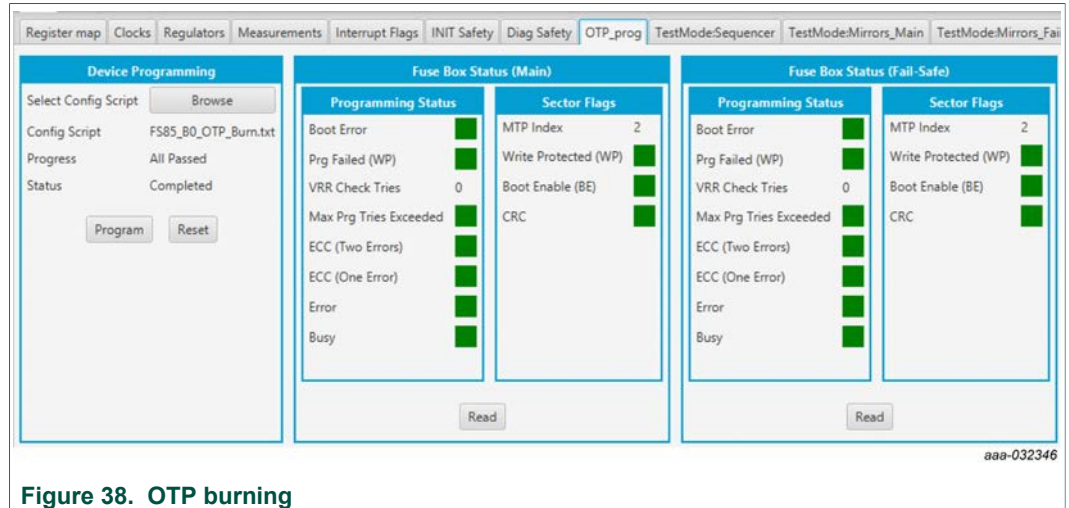 Register map Clocks Regulators Measurements Interrupt Flags INIT Safety Diag Safety OTP_prog TestMode:Sequencer TestMode:Mirrors_Main TestMode:Mirrors_Fai
Device Programming
Select Config Script Browse
Config Script FS85_B0_OTP_Burn.txt
Progress All Passed
Status Completed
Program Reset
Fuse Box Status (Main)
Programming Status
Boot Error
Prg Failed (WP)
VRR Check Tries 0
Max Prg Tries Exceeded
ECC (Two Errors)
ECC (One Error)
Error
Busy
Sector Flags
MTP Index 2
Write Protected (WP)
Boot Enable (BE)
CRC
Read
Fuse Box Status (Fail-Safe)
Programming Status
Boot Error
Prg Failed (WP)
VRR Check Tries 0
Max Prg Tries Exceeded
ECC (Two Errors)
ECC (One Error)
Error
Busy
Sector Flags
MTP Index 2
Write Protected (WP)
Boot Enable (BE)
CRC
Read
aaa-032346
Figure 38. OTP burning